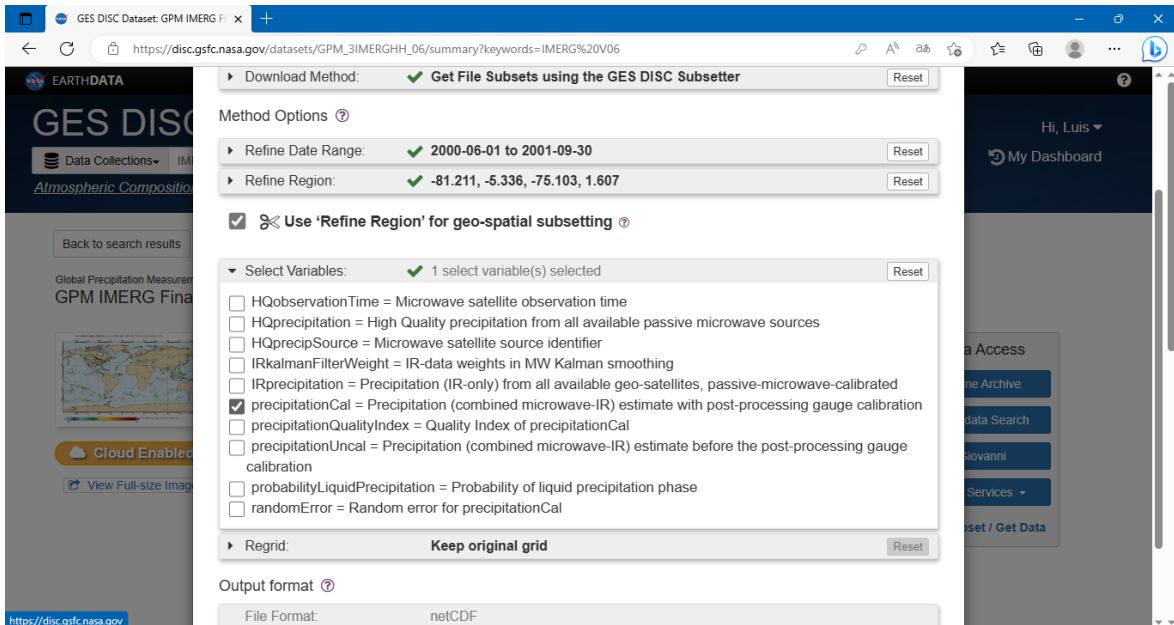 GES DISC Dataset: GPM IMERG Fi
https://disc.gsfc.nasa.gov/datasets/GPM_3IMERGHH_06/summary?keywords=IMERG%20V06
EARTHDATA
GES DISC
Hi, Luis
Data Collections
IM
My Dashboard
Atmospheric Compositio
Back to search results
Global Precipitation Measurem
GPM IMERG Fina
Cloud Enabled
View Full-size Imag
Download Method: Get File Subsets using the GES DISC Subsetter Reset
Method Options
Refine Date Range: 2000-06-01 to 2001-09-30 Reset
Refine Region: -81.211, -5.336, -75.103, 1.607 Reset
Use ‘Refine Region’ for geo-spatial subsetting
Select Variables: 1 select variable(s) selected Reset
HQobservationTime = Microwave satellite observation time
HQprecipitation = High Quality precipitation from all available passive microwave sources
HQprecipSource = Microwave satellite source identifier
IRkalmanFilterWeight = IR-data weights in MW Kalman smoothing
IRprecipitation = Precipitation (IR-only) from all available geo-satellites, passive-microwave-calibrated
precipitationCal = Precipitation (combined microwave-IR) estimate with post-processing gauge calibration
precipitationQualityIndex = Quality Index of precipitationCal
precipitationUncal = Precipitation (combined microwave-IR) estimate before the post-processing gauge
calibration
probabilityLiquidPrecipitation = Probability of liquid precipitation phase
randomError = Random error for precipitationCal
Regrid: Keep original grid Reset
Output format
File Format: netCDF
a Access
ne Archive
data Search
Giovanni
Services
oset / Get Data
https://disc.gsfc.nasa.gov